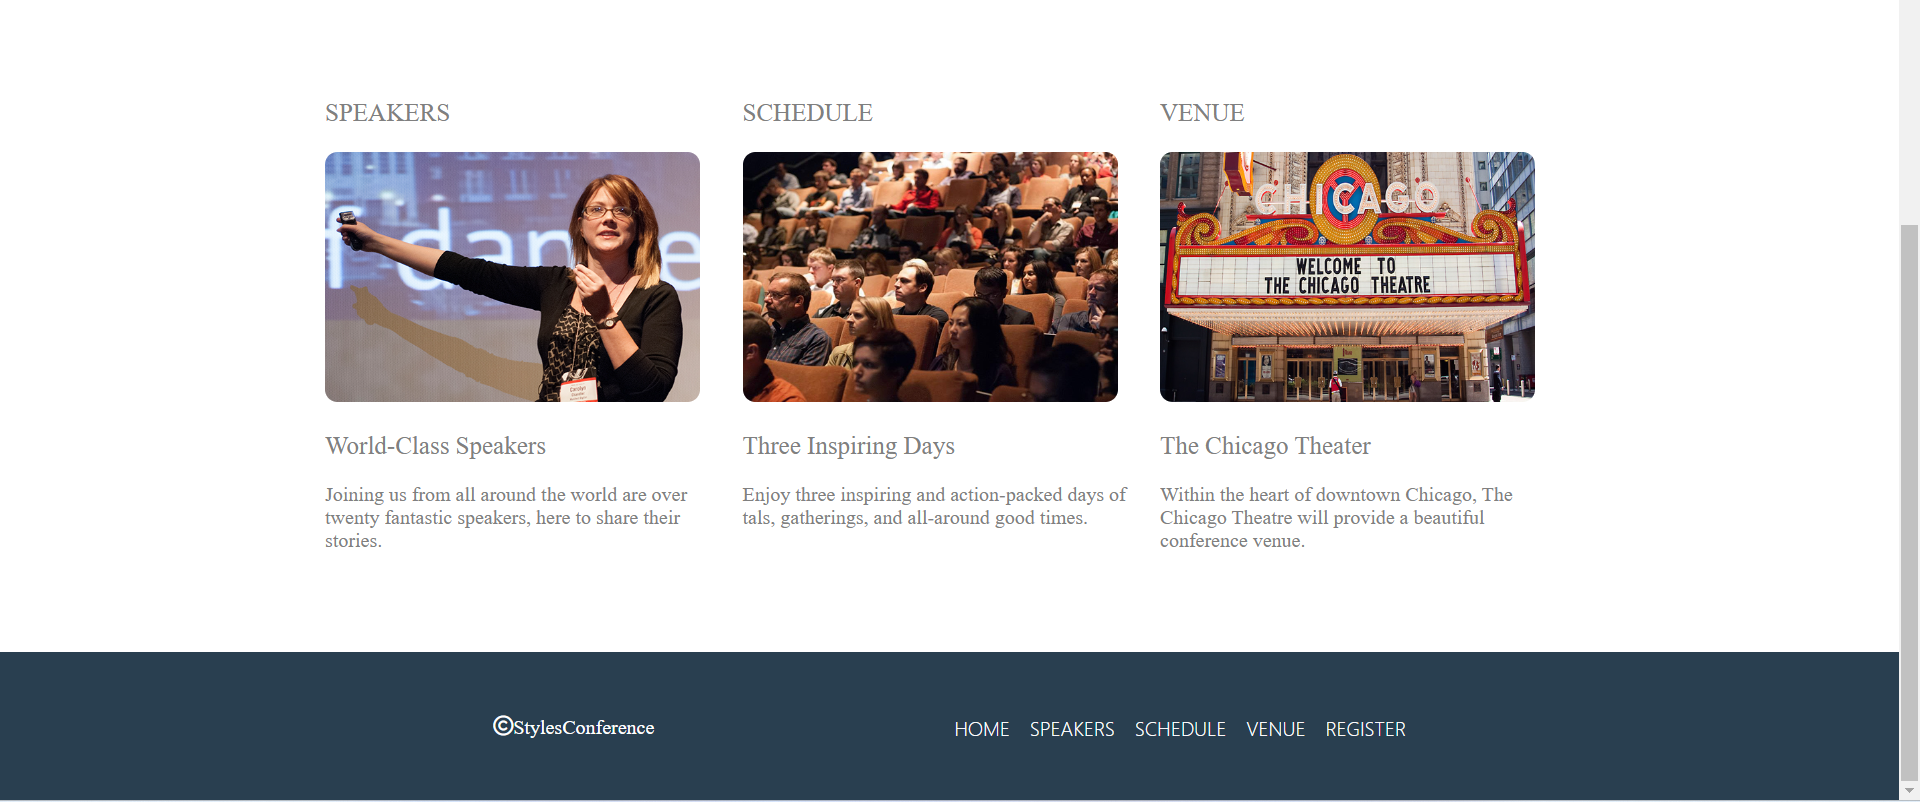 SPEAKERS
SCHEDULE
VENUE
f dan e
Carolyn
Chandler
CHICAGO
WELCOME TO
THE CHICAGO THEATRE
World-Class Speakers
Three Inspiring Days
The Chicago Theater
Joining us from all around the world are over
twenty fantastic speakers, here to share their
stories.
Enjoy three inspiring and action-packed days of
tals, gatherings, and all-around good times.
Within the heart of downtown Chicago, The
Chicago Theatre will provide a beautiful
conference venue.
©StylesConference
HOME SPEAKERS SCHEDULE VENUE REGISTER